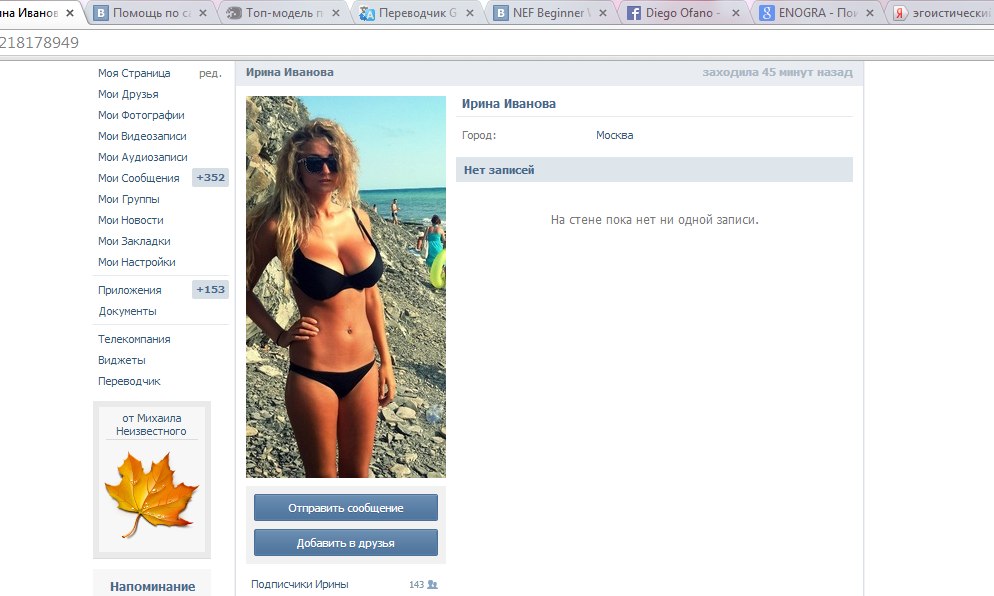 на Иванов
Помощь по са
Топ-модель п
Переводчик G
NEF Beginner
Diego Ofano -
ENOGRA - Пои
эгоистически
218178949
Моя Страница ред.
Мои Друзья
Мои Фотографии
Мои Видеозаписи
Мои Аудиозаписи
Мои Сообщения +352
Мои Группы
Мои Новости
Мои Закладки
Мои Настройки
Приложения +153
Документы
Телекомпания
Виджеты
Переводчик
от Михаила
Неизвестного
Напоминание
Ирина Иванова заходила 45 минут назад
Ирина Иванова
Город: Москва
Нет записей
На стене пока нет ни одной записи.
Отправить сообщение
Добавить в друзья
Подписчики Ирины 143